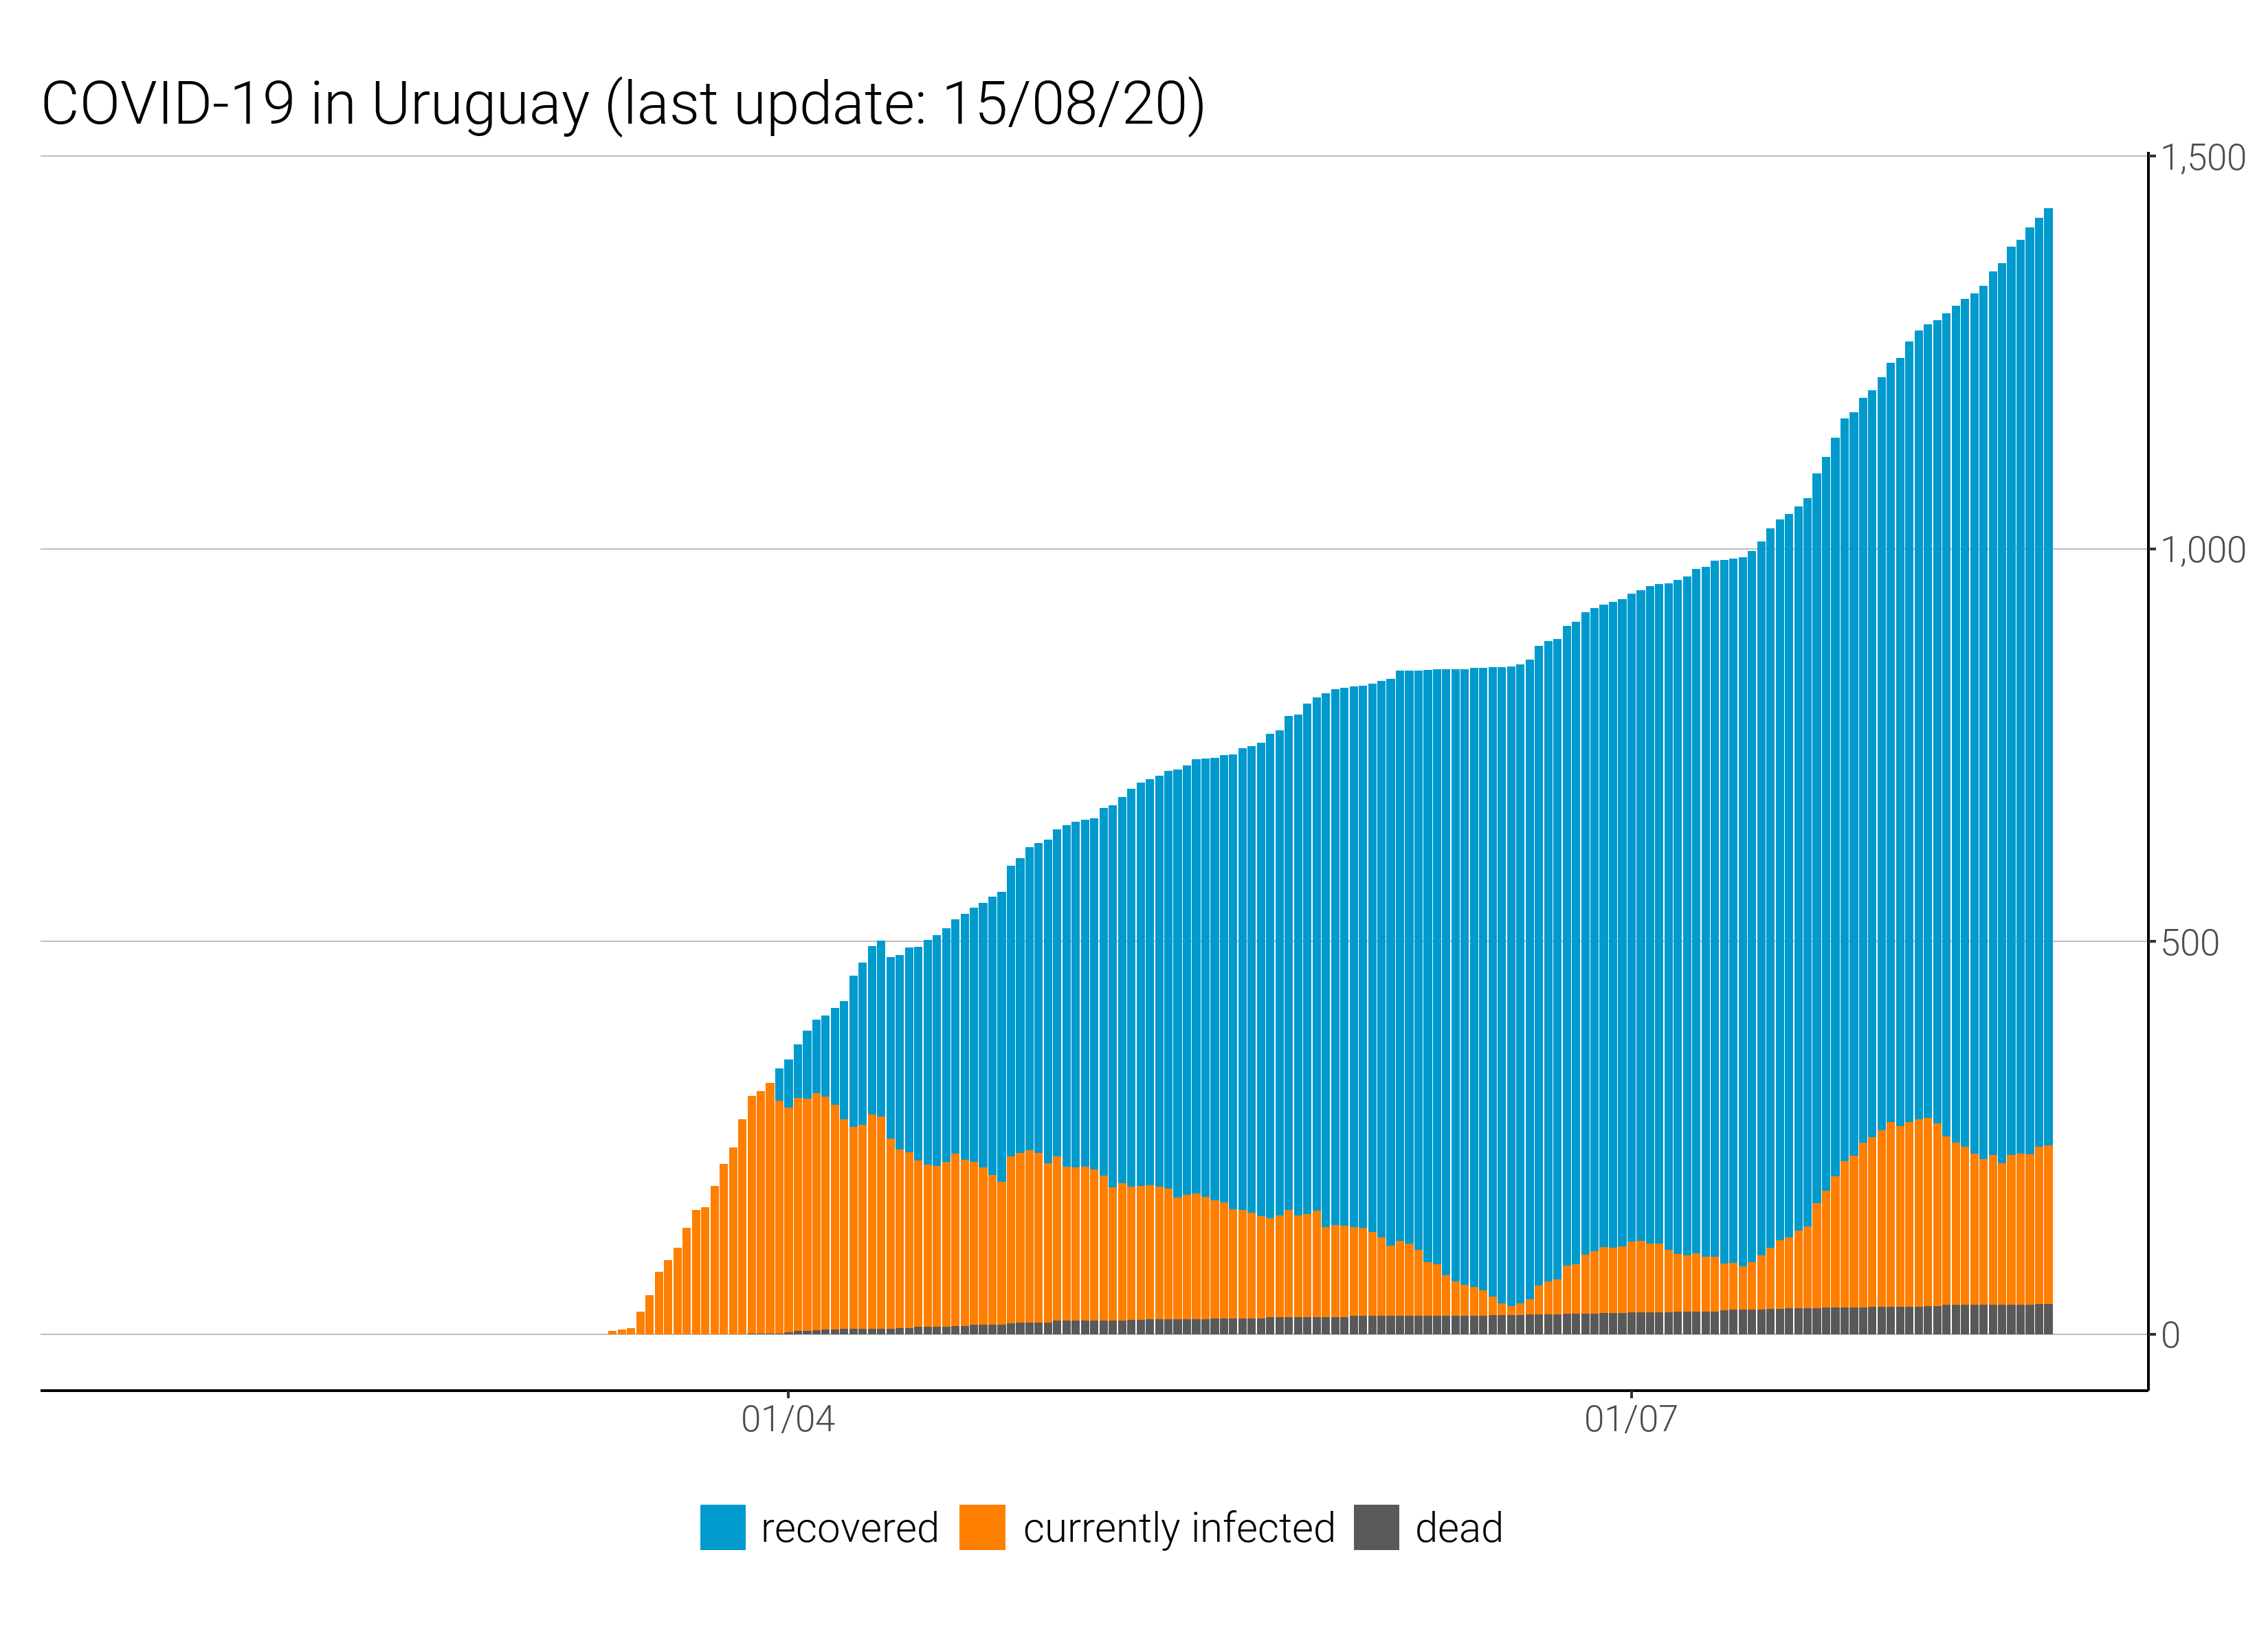 COVID-19 in Uruguay (last update: 15/08/20)
1,500
1,000
500
0
01/04 01/07
recovered currently infected dead